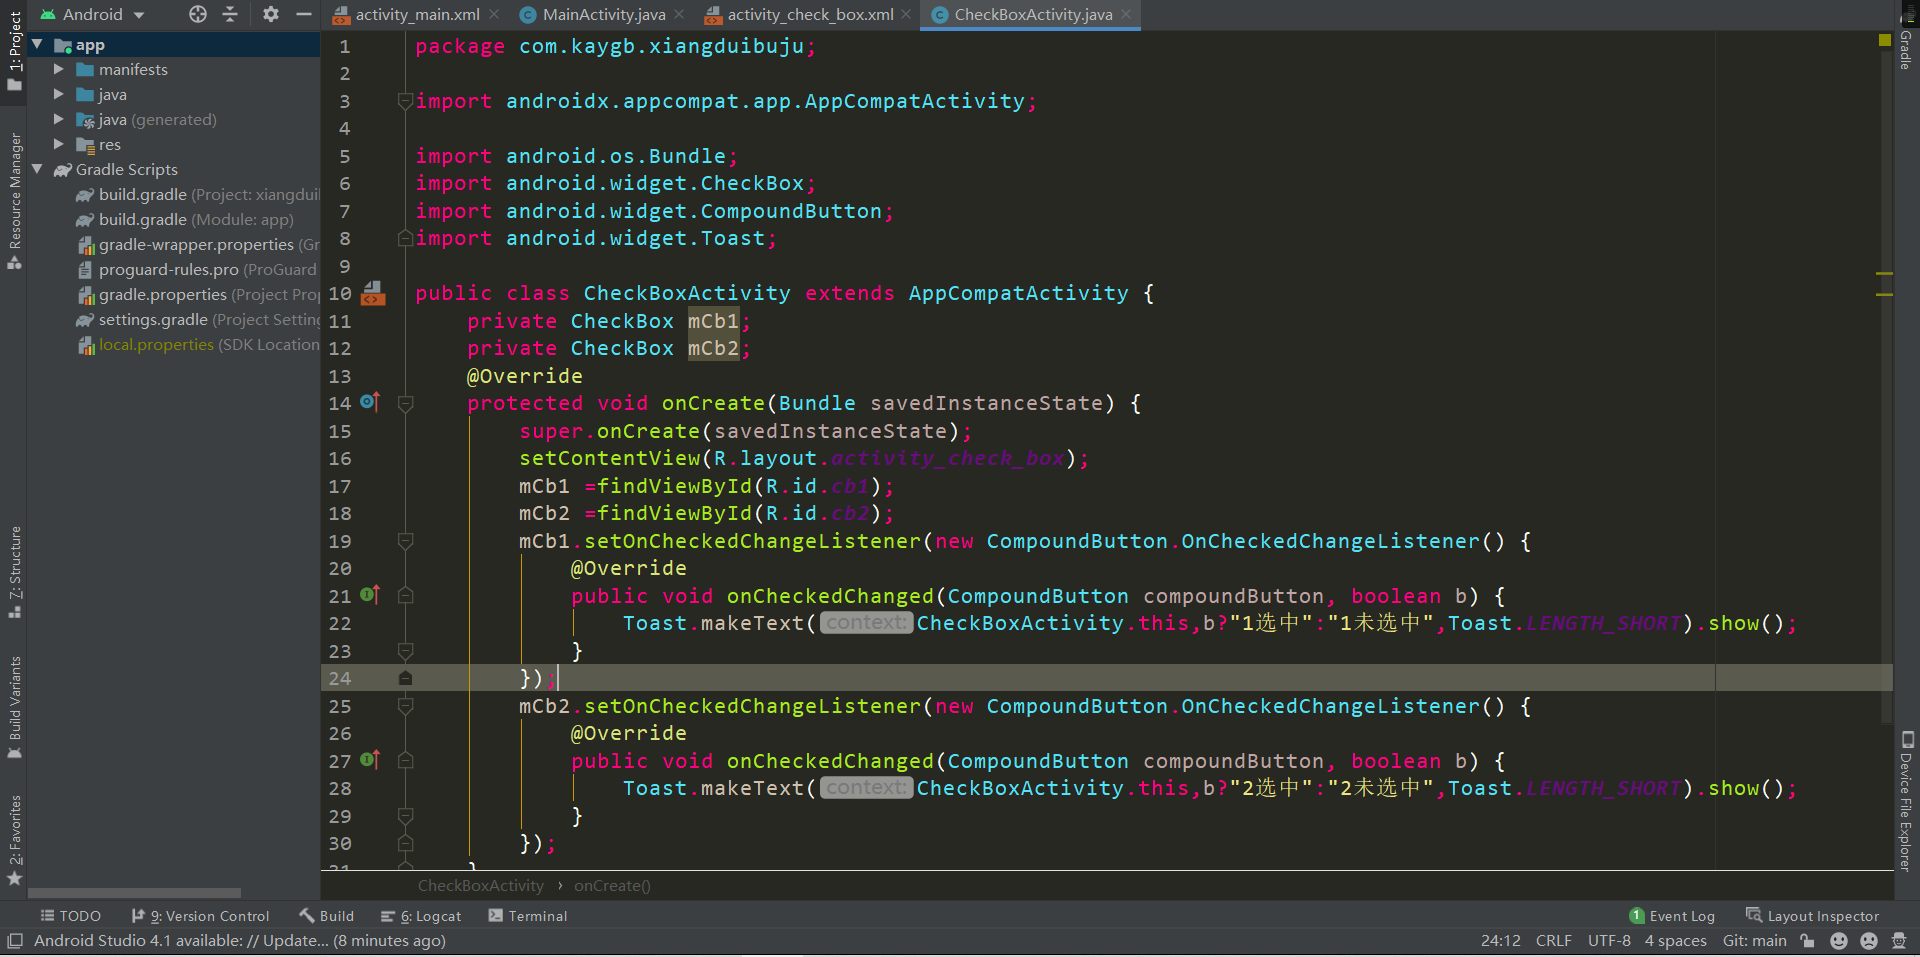 Android
activity_main.xml
MainActivity.java
activity_check_box.xml
CheckBoxActivity.java
1: Project
Resource Manager
7: Structure
Build Variants
2: Favorites
app
manifests
java
java (generated)
res
Gradle Scripts
build.gradle (Project: xiangdui
build.gradle (Module: app)
gradle-wrapper.properties (Gr
proguard-rules.pro (ProGuard
gradle.properties (Project Prop
settings.gradle (Project Setting
local.properties (SDK Location
1 package com.kaygb.xiangduibuju;
2
3 import androidx.appcompat.app.AppCompatActivity;
4
5 import android.os.Bundle;
6 import android.widget.CheckBox;
7 import android.widget.CompoundButton;
8 import android.widget.Toast;
9
10 public class CheckBoxActivity extends AppCompatActivity {
11 private CheckBox mCb1;
12 private CheckBox mCb2;
13 @Override
14 protected void onCreate(Bundle savedInstanceState) {
15 super.onCreate(savedInstanceState);
16 setContentView(R.layout.activity_check_box);
17 mCb1 =findViewById(R.id.cb1);
18 mCb2 =findViewById(R.id.cb2);
19 mCb1.setOnCheckedChangeListener(new CompoundButton.OnCheckedChangeListener() {
20 @Override
21 public void onCheckedChanged(CompoundButton compoundButton, boolean b) {
22 Toast.makeText( context: CheckBoxActivity.this,b?"1选中":"1未选中",Toast.LENGTH_SHORT).show();
23 }
24 });
25 mCb2.setOnCheckedChangeListener(new CompoundButton.OnCheckedChangeListener() {
26 @Override
27 public void onCheckedChanged(CompoundButton compoundButton, boolean b) {
28 Toast.makeText( context: CheckBoxActivity.this,b?"2选中":"2未选中",Toast.LENGTH_SHORT).show();
29 }
30 });
31 }
Gradle
Device File Explorer
CheckBoxActivity › onCreate()
TODO
9: Version Control
Build
6: Logcat
Terminal
1 Event Log
Layout Inspector
Android Studio 4.1 available: // Update... (8 minutes ago)
24:12 CRLF UTF-8 4 spaces Git: main